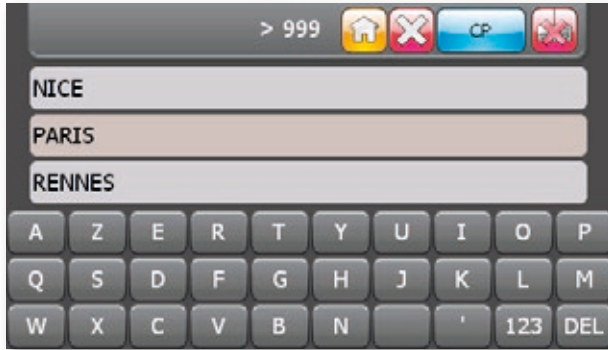 > 999 CP
NICE
PARIS
RENNES
A Z E R T Y U I O P
Q S D F G H J K L M
W X C V B N ' 123 DEL